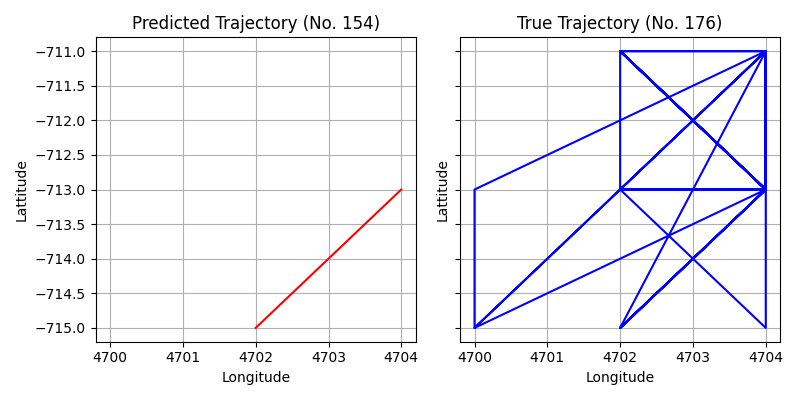 Predicted Trajectory (No. 154)
True Trajectory (No. 176)
−711.0
−711.5
−712.0
−712.5
−713.0
−713.5
−714.0
−714.5
−715.0
Lattitude
Lattitude
4700 4701 4702 4703 4704
4700 4701 4702 4703 4704
Longitude
Longitude